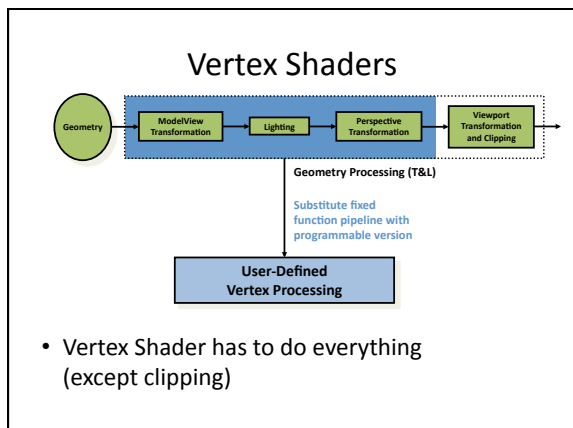 Vertex Shaders
Geometry
ModelView
Transformation
Lighting
Perspective
Transformation
Viewport
Transformation
and Clipping
Geometry Processing (T&L)
Substitute fixed
function pipeline with
programmable version
User-Defined
Vertex Processing
• Vertex Shader has to do everything
(except clipping)